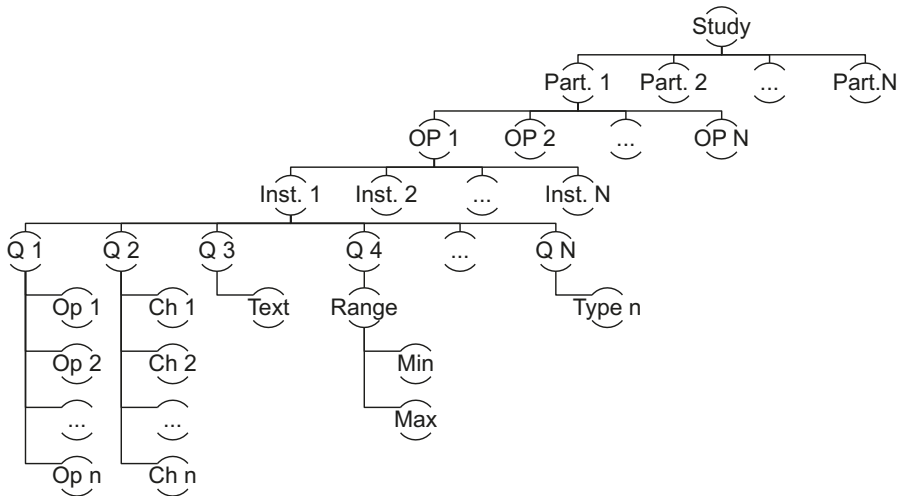 Study
Part. 1 Part. 2 ... Part.N
OP 1 OP 2 ... OP N
Inst. 1 Inst. 2 ... Inst. N
Q 1 Q 2 Q 3 Q 4 ... Q N
Op 1 Ch 1 Text Range Type n
Op 2 Ch 2 Min
... ... Max
Op n Ch n